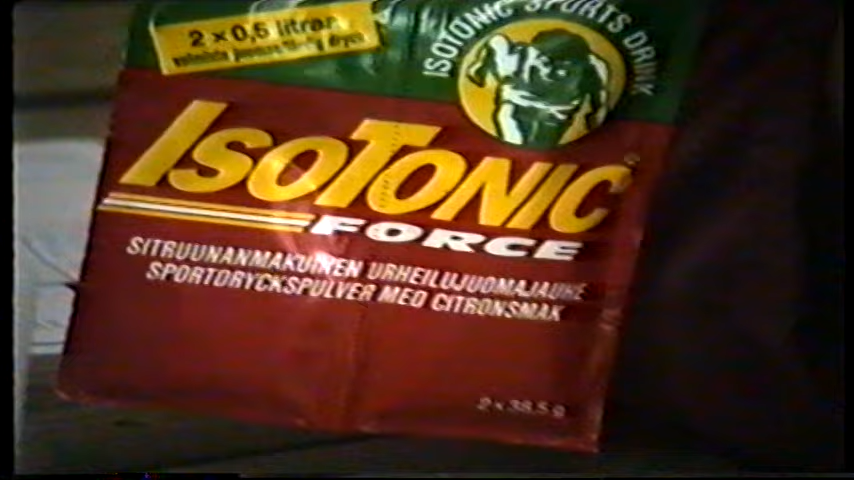 2 x 0,5 litran
ISOTONIC SPORTS DRINK
ISOTONIC
FORCE
SITRUUNANMAKUINEN URHEILUJUOMAJAUHE
SPORTDRYCKSPULVER MED CITRONSMAK
2 x 38.5 g